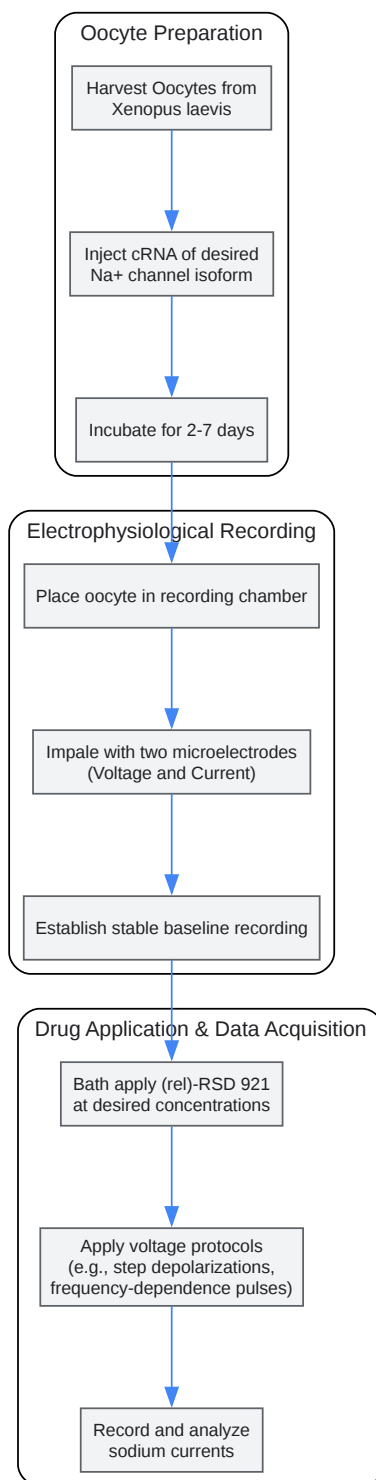 Oocyte Preparation
Harvest Oocytes from
Xenopus laevis
Inject cRNA of desired
Na+ channel isoform
Incubate for 2-7 days
Electrophysiological Recording
Place oocyte in recording chamber
Impale with two microelectrodes
(Voltage and Current)
Establish stable baseline recording
Drug Application & Data Acquisition
Bath apply (rel)-RSD 921
at desired concentrations
Apply voltage protocols
(e.g., step depolarizations,
frequency-dependence pulses)
Record and analyze
sodium currents